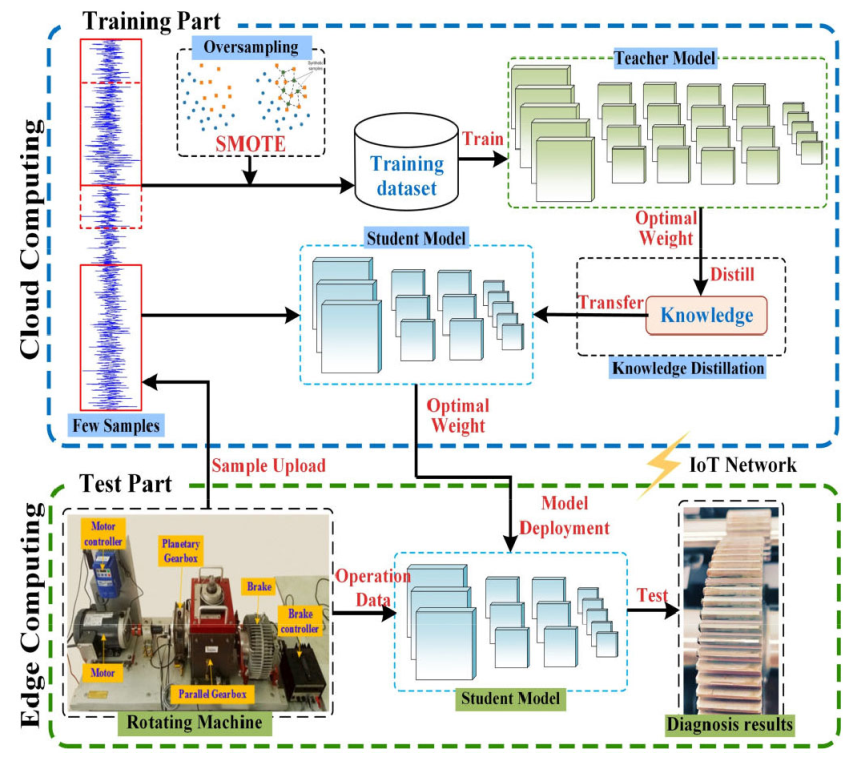 Training Part
Cloud Computing
Oversampling
Synthetic
samples
SMOTE
Training
dataset
Train
Teacher Model
Optimal
Weight
Distill
Student Model
Transfer
Knowledge
Knowledge Distillation
Few Samples
Optimal
Weight
Sample Upload
IoT Network
Test Part
Edge Computing
Model
Deployment
Motor
controller
Planetary
Gearbox
Brake
Brake
controller
Motor
Parallel Gearbox
Rotating Machine
Operation
Data
Student Model
Test
Diagnosis results